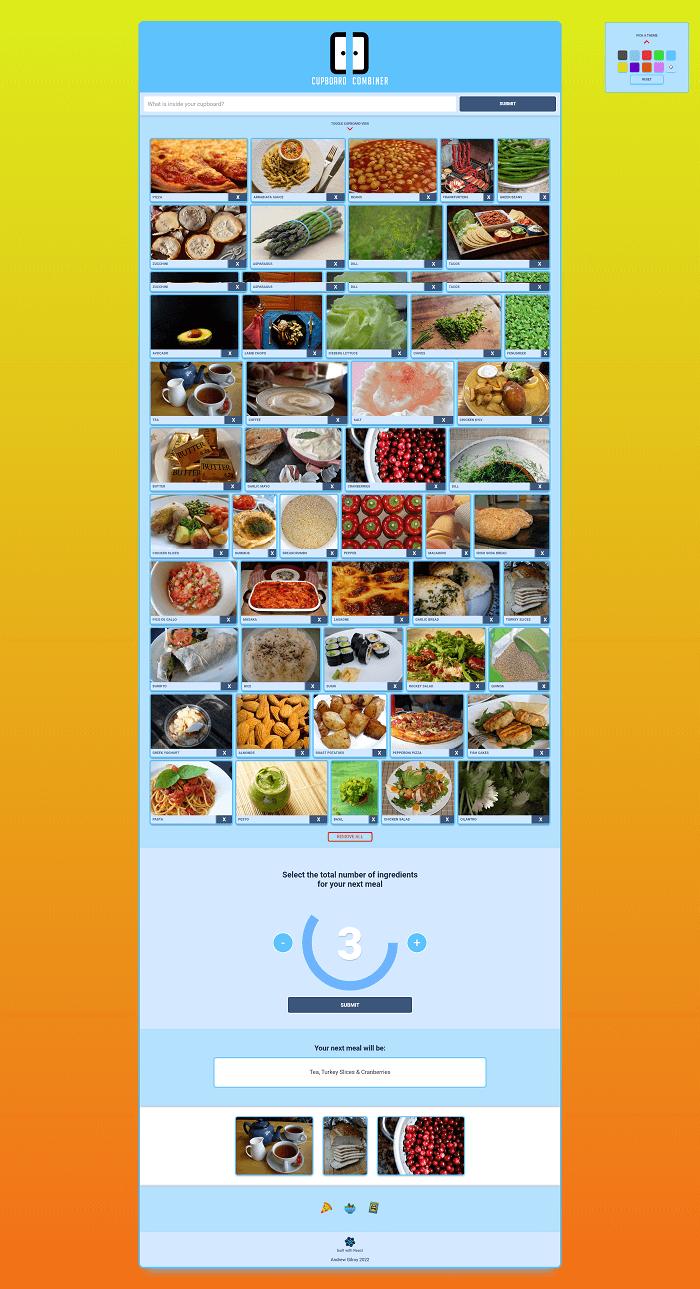 CUPBOARD COMBINER
PICK A THEME
RESET
What is inside your cupboard?
SUBMIT
TOGGLE CUPBOARD VIEW
PIZZA X
ARRABIATA SAUCE X
BEANS X
FRANKFURTERS X
GREEN BEANS X
ZUCCHINI X
ASPARAGUS X
DILL X
TACOS X
ZUCCHINI X
ASPARAGUS X
DILL X
TACOS X
AVOCADO X
LAMB CHOPS X
ICEBERG LETTUCE X
CHIVES X
FENUGREEK X
TEA X
COFFEE X
SALT X
CHICKEN KYIV X
BUTTER X
GARLIC MAYO X
CRANBERRIES X
DILL X
CHICKEN SLICES X
HUMMUS X
BREADCRUMBS X
PEPPER X
MACARONI X
IRISH SODA BREAD X
PICO DE GALLO X
MASAKA X
LASAGNE X
GARLIC BREAD X
TURKEY SLICES X
BURRITO X
RICE X
SUSHI X
ROCKET SALAD X
QUINOA X
GREEK YOGHURT X
ALMONDS X
ROAST POTATOES X
PEPPERONI PIZZA X
FISH CAKES X
PASTA X
PESTO X
BASIL X
CHICKEN SALAD X
CILANTRO X
REMOVE ALL
Select the total number of ingredients
for your next meal
-
3
+
SUBMIT
Your next meal will be:
Tea, Turkey Slices & Cranberries
built with React
Andrew Gilroy 2022